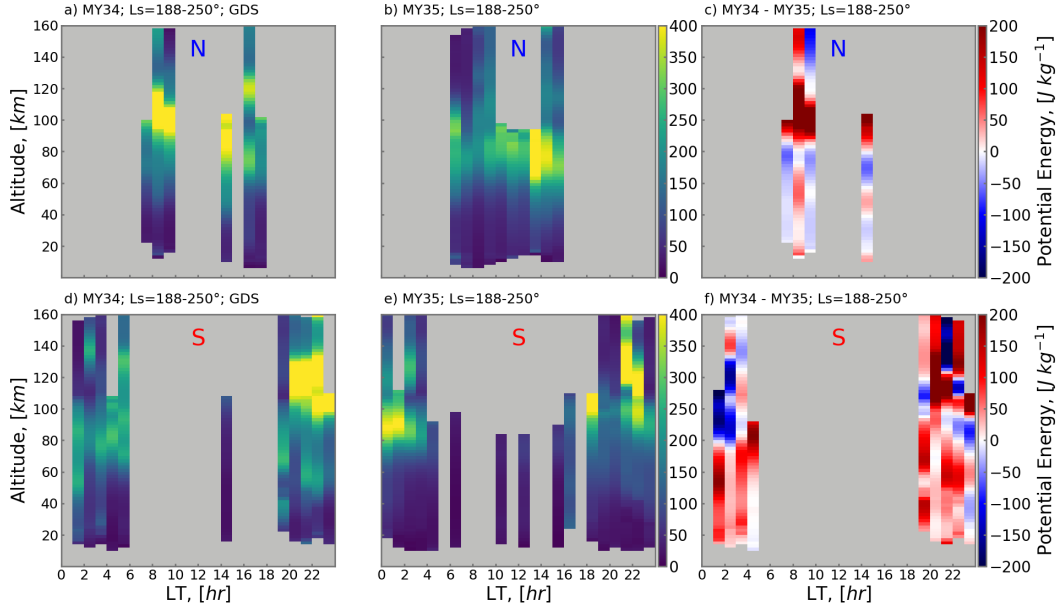 a) MY34; Ls=188-250°; GDS
b) MY35; Ls=188-250°
c) MY34 - MY35; Ls=188-250°
N
N
N
160
140
120
100
80
60
40
20
Altitude, [km]
400
350
300
250
200
150
100
50
0
200
150
100
50
0
−50
−100
−150
−200
Potential Energy, [J kg⁻¹]
d) MY34; Ls=188-250°; GDS
e) MY35; Ls=188-250°
f) MY34 - MY35; Ls=188-250°
S
S
S
160
140
120
100
80
60
40
20
Altitude, [km]
400
350
300
250
200
150
100
50
0
200
150
100
50
0
−50
−100
−150
−200
Potential Energy, [J kg⁻¹]
0 2 4 6 8 10 12 14 16 18 20 22
0 2 4 6 8 10 12 14 16 18 20 22
0 2 4 6 8 10 12 14 16 18 20 22
LT, [hr]
LT, [hr]
LT, [hr]